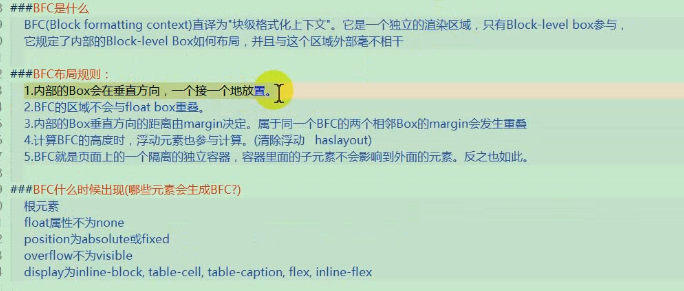 ###BFC是什么
BFC(Block formatting context)直译为"块级格式化上下文"。它是一个独立的渲染区域，只有Block-level box参与，
它规定了内部的Block-level Box如何布局，并且与这个区域外部毫不相干
###BFC布局规则：
1.内部的Box会在垂直方向，一个接一个地放置。
2.BFC的区域不会与float box重叠。
3.内部的Box垂直方向的距离由margin决定。属于同一个BFC的两个相邻Box的margin会发生重叠
4.计算BFC的高度时，浮动元素也参与计算。(清除浮动 haslayout)
5.BFC就是页面上的一个隔离的独立容器，容器里面的子元素不会影响到外面的元素。反之也如此。
###BFC什么时候出现(哪些元素会生成BFC?)
根元素
float属性不为none
position为absolute或fixed
overflow不为visible
display为inline-block, table-cell, table-caption, flex, inline-flex